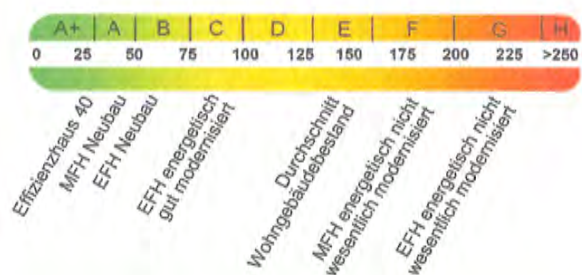 A+ A B C D E F G H
0 25 50 75 100 125 150 175 200 225 >250
Effizienzhaus 40
MFH Neubau
EFH Neubau
EFH energetisch
gut modernisiert
Durchschnitt
Wohngebäudebestand
MFH energetisch nicht
wesentlich modernisiert
EFH energetisch nicht
wesentlich modernisiert